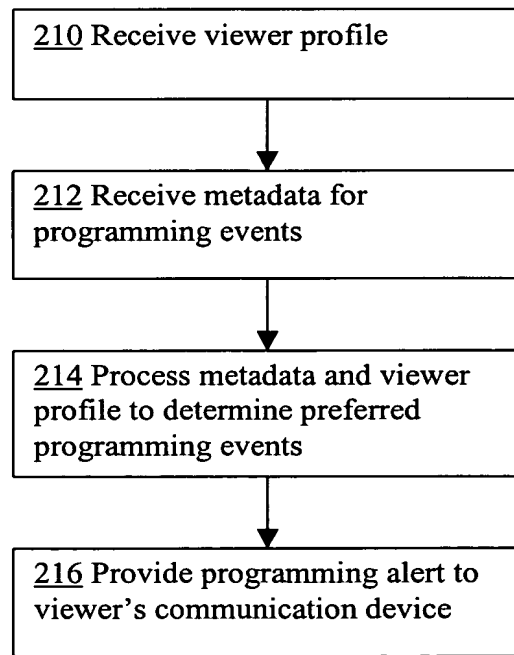 210 Receive viewer profile
212 Receive metadata for
programming events
214 Process metadata and viewer
profile to determine preferred
programming events
216 Provide programming alert to
viewer's communication device